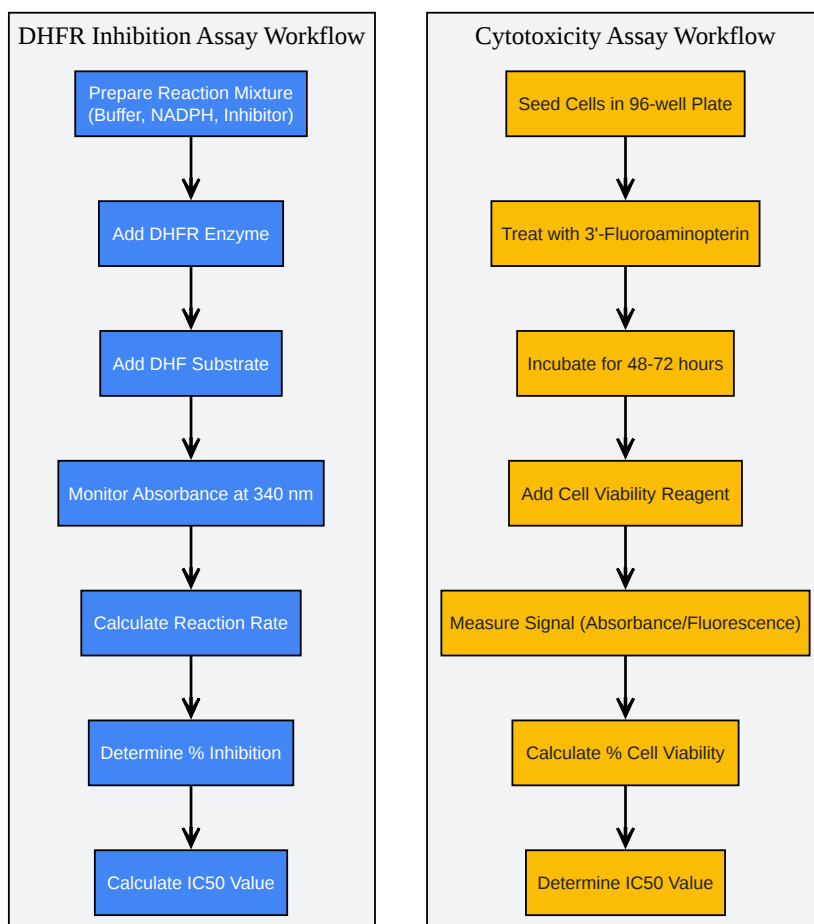 DHFR Inhibition Assay Workflow
Prepare Reaction Mixture
(Buffer, NADPH, Inhibitor)
Add DHFR Enzyme
Add DHF Substrate
Monitor Absorbance at 340 nm
Calculate Reaction Rate
Determine % Inhibition
Calculate IC50 Value
Cytotoxicity Assay Workflow
Seed Cells in 96-well Plate
Treat with 3'-Fluoroaminopterin
Incubate for 48-72 hours
Add Cell Viability Reagent
Measure Signal (Absorbance/Fluorescence)
Calculate % Cell Viability
Determine IC50 Value